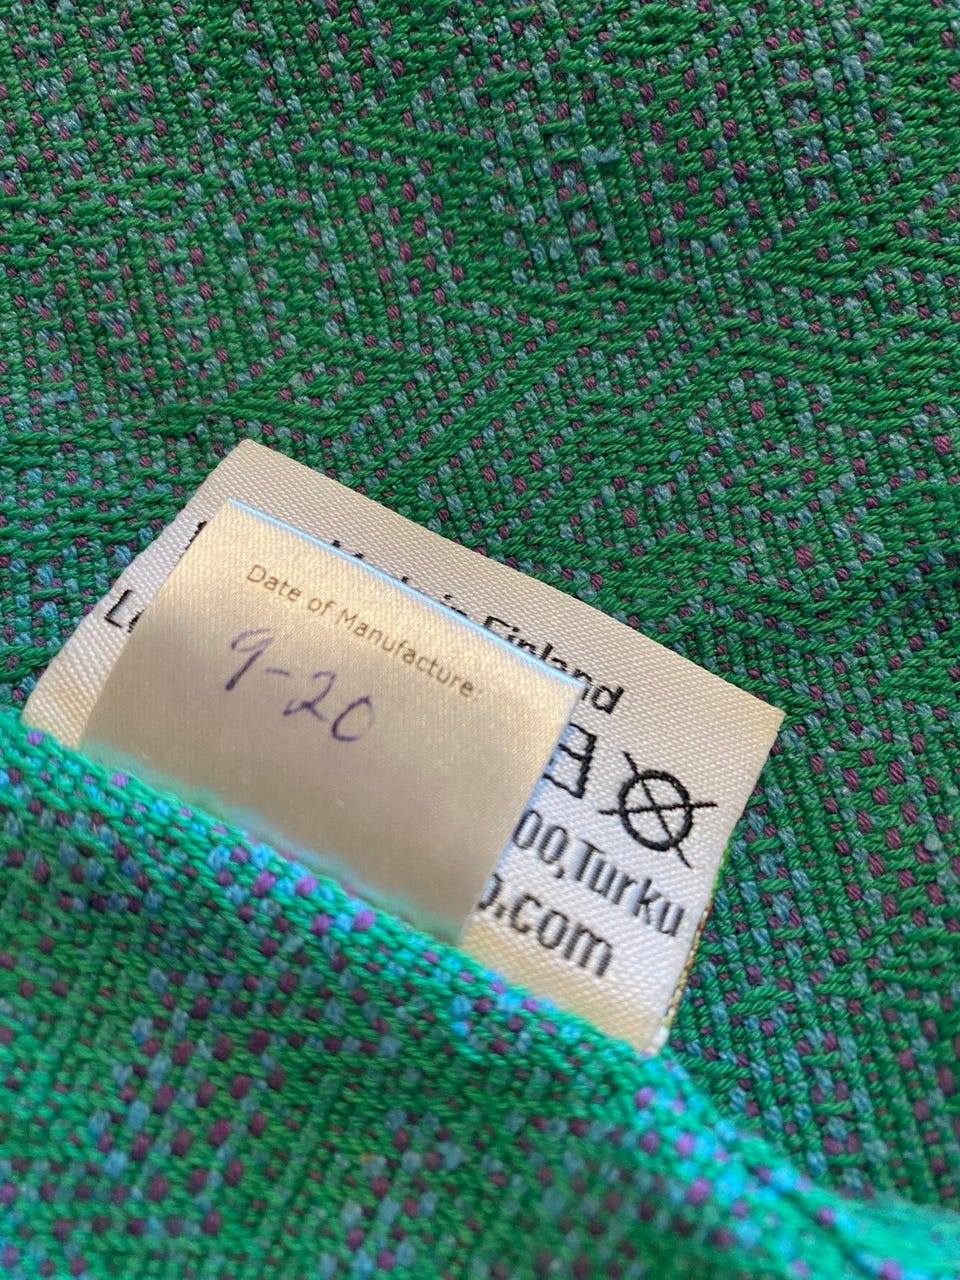 Date of Manufacture:
9-20
Made in Finland
00,Turku
.com